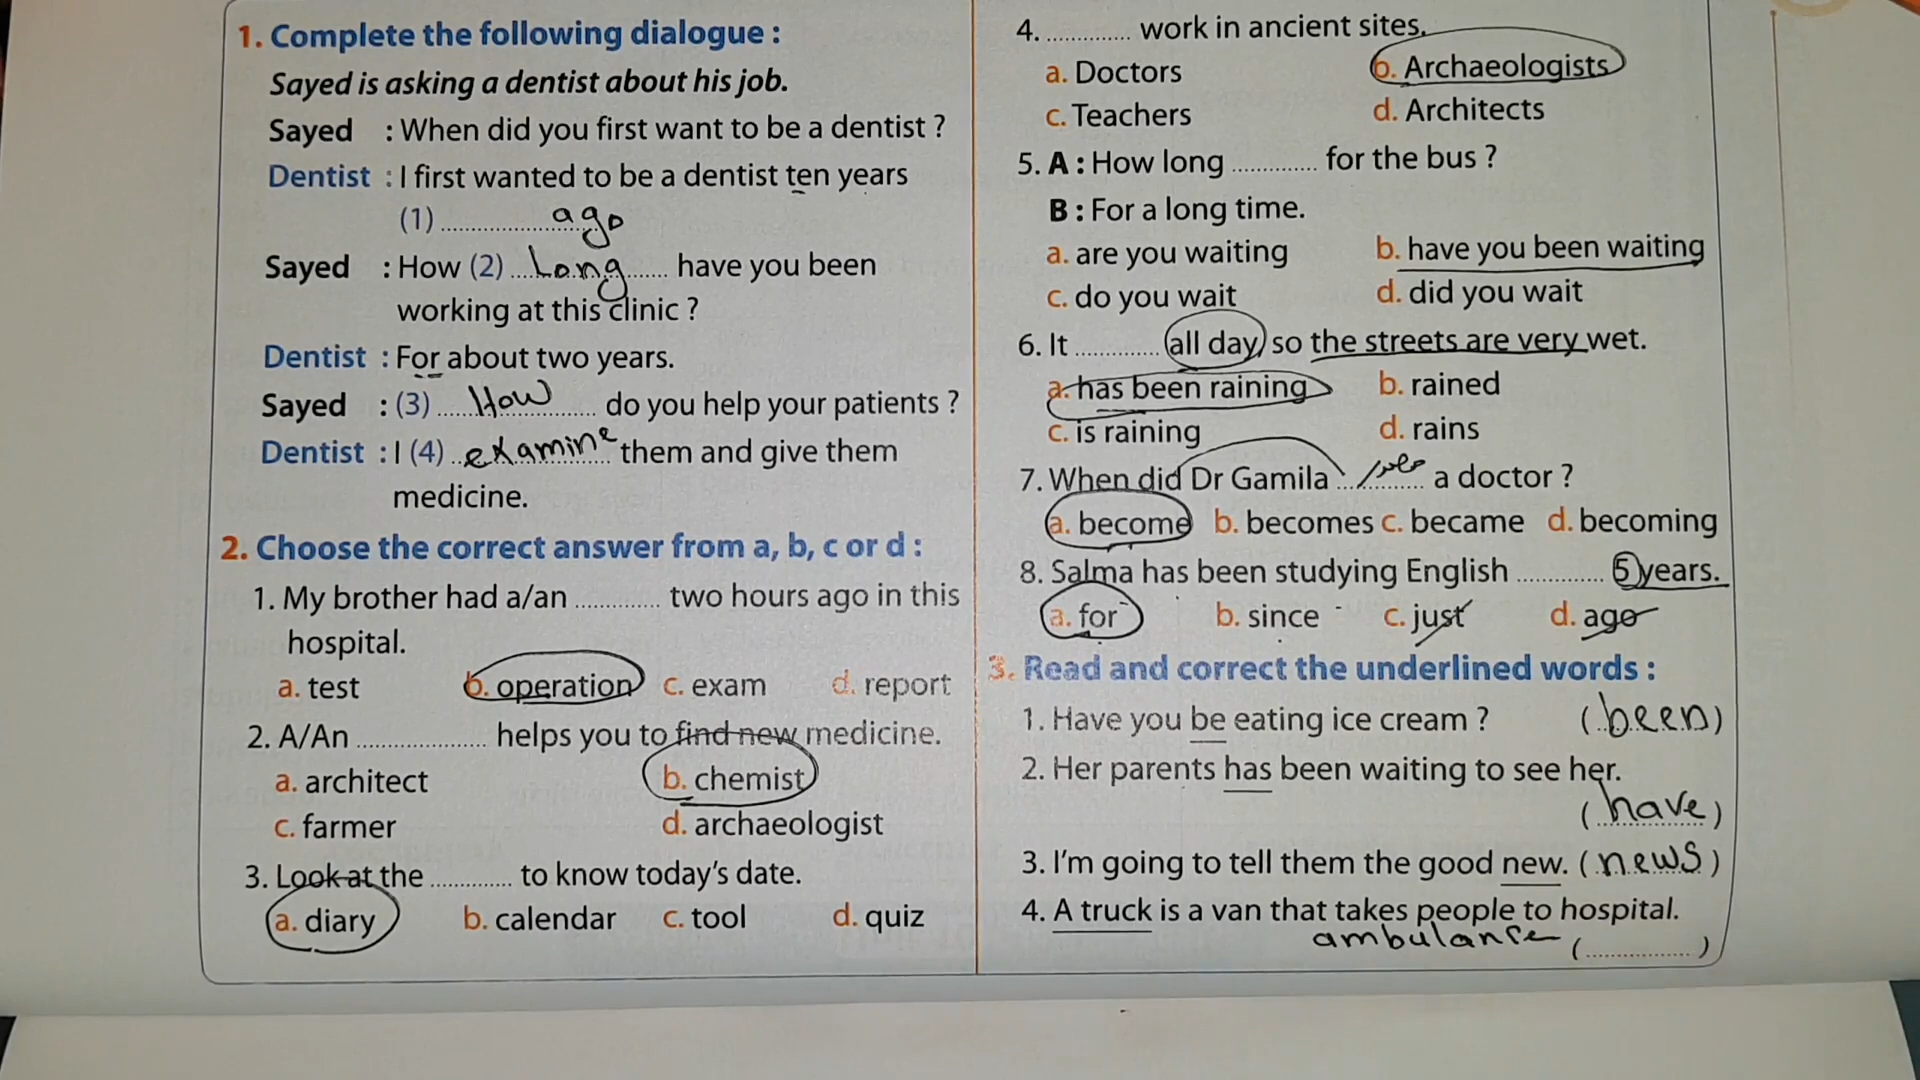 1. Complete the following dialogue :
Sayed is asking a dentist about his job.
Sayed : When did you first want to be a dentist ?
Dentist : I first wanted to be a dentist ten years
(1) .................... ago
Sayed : How (2) ... Long ...... have you been
working at this clinic ?
Dentist : For about two years.
Sayed : (3) .... How ...... do you help your patients ?
Dentist : I (4) .. examine them and give them
medicine.
2. Choose the correct answer from a, b, c or d :
1. My brother had a/an ............. two hours ago in this
hospital.
a. test b. operation c. exam d. report
2. A/An .................... helps you to find new medicine.
a. architect b. chemist
c. farmer d. archaeologist
3. Look at the ............. to know today's date.
a. diary b. calendar c. tool d. quiz
4. ............. work in ancient sites.
a. Doctors b. Archaeologists
c. Teachers d. Architects
5. A : How long ............. for the bus ?
B : For a long time.
a. are you waiting b. have you been waiting
c. do you wait d. did you wait
6. It ............. all day, so the streets are very wet.
a. has been raining b. rained
c. is raining d. rains
7. When did Dr Gamila ............. a doctor ?
a. become b. becomes c. became d. becoming
8. Salma has been studying English ............. 5 years.
a. for b. since c. just d. ago
3. Read and correct the underlined words :
1. Have you be eating ice cream ? (been)
2. Her parents has been waiting to see her.
(have)
3. I'm going to tell them the good new. (news)
4. A truck is a van that takes people to hospital.
ambulance (................)